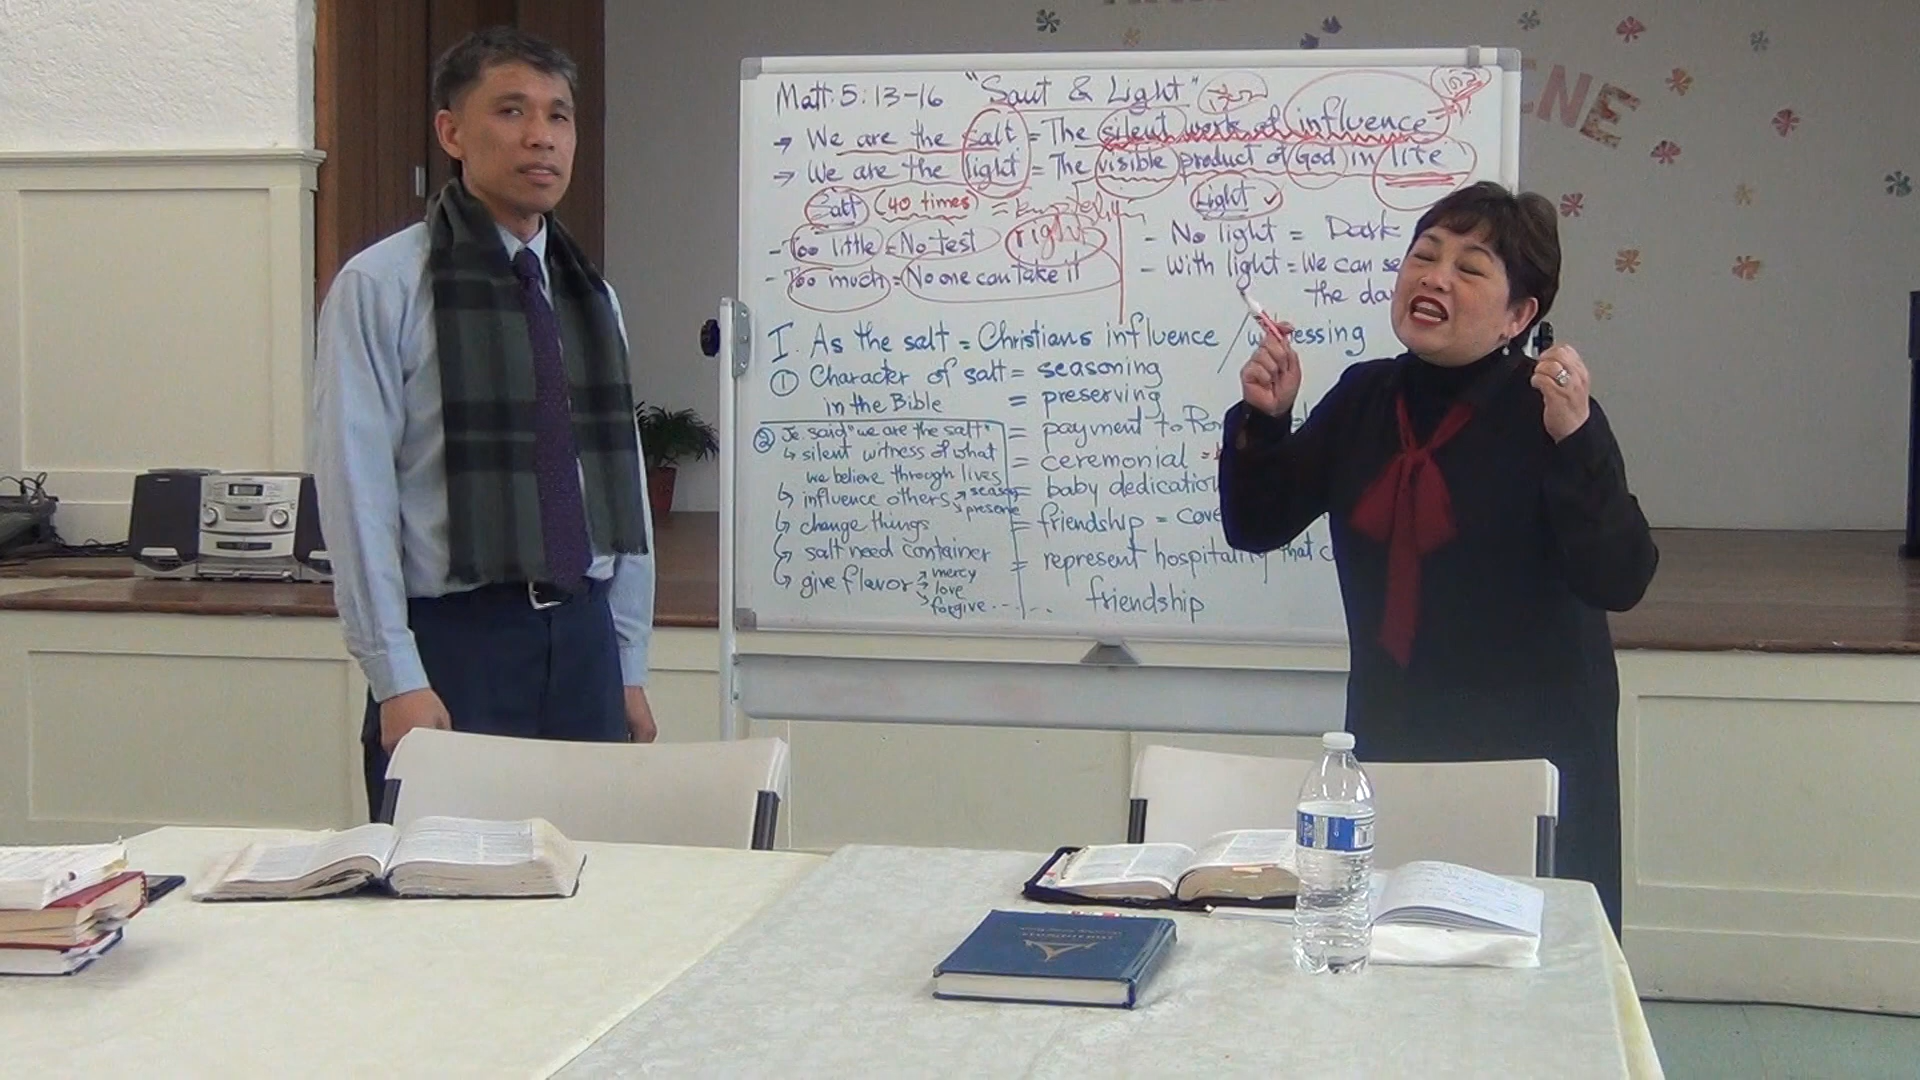 Matt. 5:13-16 "Saut & Light"
→ We are the salt = The silent work of influence
→ We are the light = The visible product of God in life
Salt (40 times) =
Light ✓
- Too little = No test right
- No light = Dark
- Too much = No one can take it
- With light = We can se
the da
I. As the salt = Christians influence / witnessing
① Character of salt = seasoning
in the Bible = preserving
= payment to Rom
= ceremonial =
= baby dedication
= friendship = cove
= represent hospitality that c
friendship
② Je. said "we are the salt"
↳ silent witness of what
we believe through lives
↳ influence others → season
↘ preserve
↳ change things
↳ salt need container
↳ give flavor ↗ mercy
→ love
↘ forgive ......
ENE